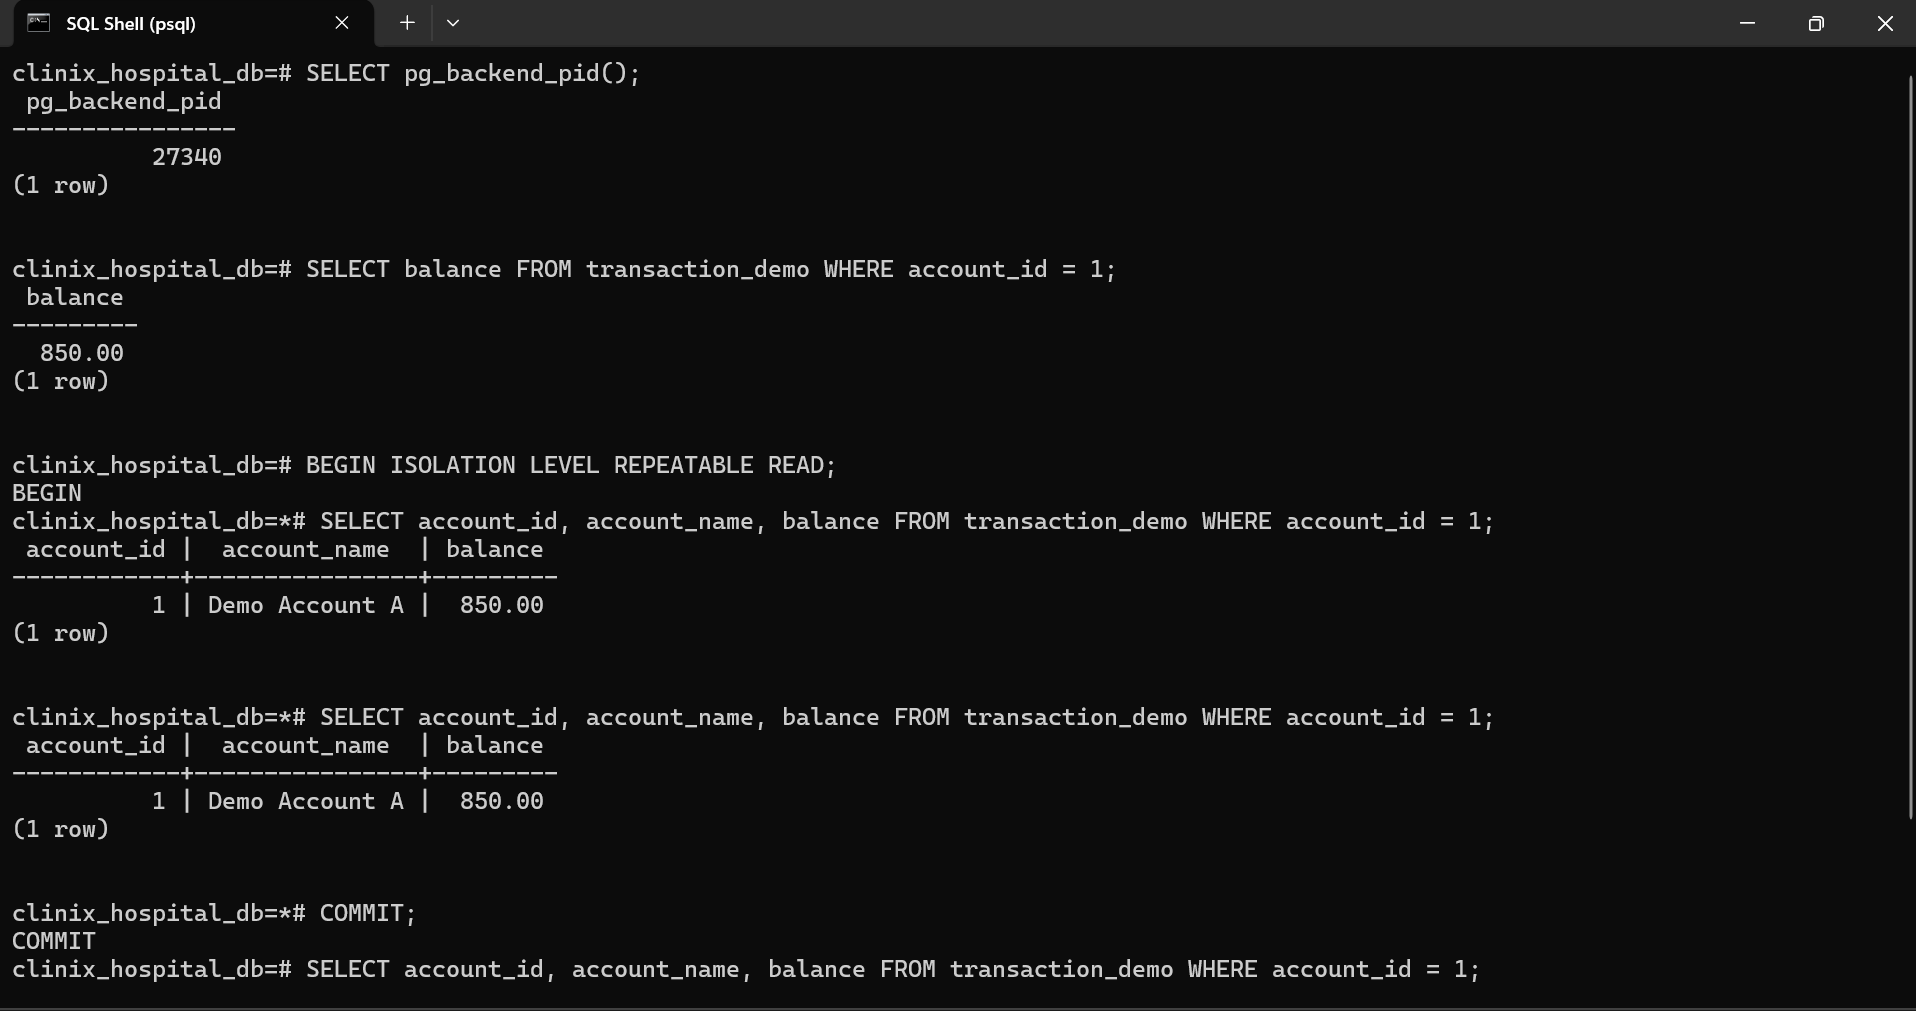 SQL Shell (psql)
clinix_hospital_db=# SELECT pg_backend_pid();
 pg_backend_pid
----------------
          27340
(1 row)

clinix_hospital_db=# SELECT balance FROM transaction_demo WHERE account_id = 1;
 balance
---------
  850.00
(1 row)

clinix_hospital_db=# BEGIN ISOLATION LEVEL REPEATABLE READ;
BEGIN
clinix_hospital_db=*# SELECT account_id, account_name, balance FROM transaction_demo WHERE account_id = 1;
 account_id |  account_name  | balance
------------+----------------+---------
          1 | Demo Account A |  850.00
(1 row)

clinix_hospital_db=*# SELECT account_id, account_name, balance FROM transaction_demo WHERE account_id = 1;
 account_id |  account_name  | balance
------------+----------------+---------
          1 | Demo Account A |  850.00
(1 row)

clinix_hospital_db=*# COMMIT;
COMMIT
clinix_hospital_db=# SELECT account_id, account_name, balance FROM transaction_demo WHERE account_id = 1;